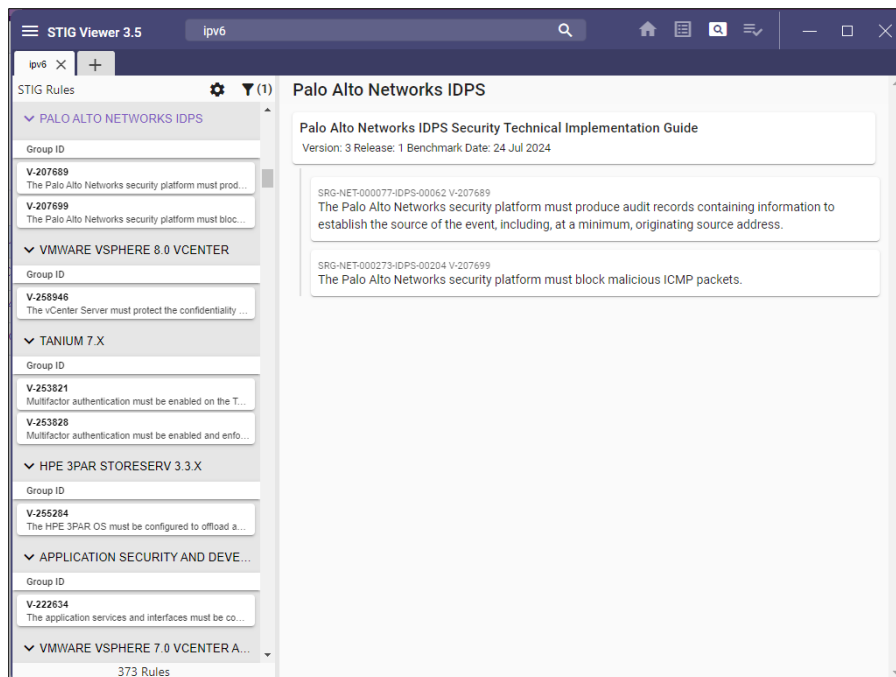 STIG Viewer 3.5
ipv6
ipv6
STIG Rules
(1)
PALO ALTO NETWORKS IDPS
Group ID
V-207689
The Palo Alto Networks security platform must prod...
V-207699
The Palo Alto Networks security platform must bloc...
VMWARE VSPHERE 8.0 VCENTER
Group ID
V-258946
The vCenter Server must protect the confidentiality ...
TANIUM 7.X
Group ID
V-253821
Multifactor authentication must be enabled on the T...
V-253828
Multifactor authentication must be enabled and enfo...
HPE 3PAR STORESERV 3.3.X
Group ID
V-255284
The HPE 3PAR OS must be configured to offload a...
APPLICATION SECURITY AND DEVE...
Group ID
V-222634
The application services and interfaces must be co...
VMWARE VSPHERE 7.0 VCENTER A...
373 Rules
Palo Alto Networks IDPS
Palo Alto Networks IDPS Security Technical Implementation Guide
Version: 3 Release: 1 Benchmark Date: 24 Jul 2024
SRG-NET-000077-IDPS-00062 V-207689
The Palo Alto Networks security platform must produce audit records containing information to
establish the source of the event, including, at a minimum, originating source address.
SRG-NET-000273-IDPS-00204 V-207699
The Palo Alto Networks security platform must block malicious ICMP packets.